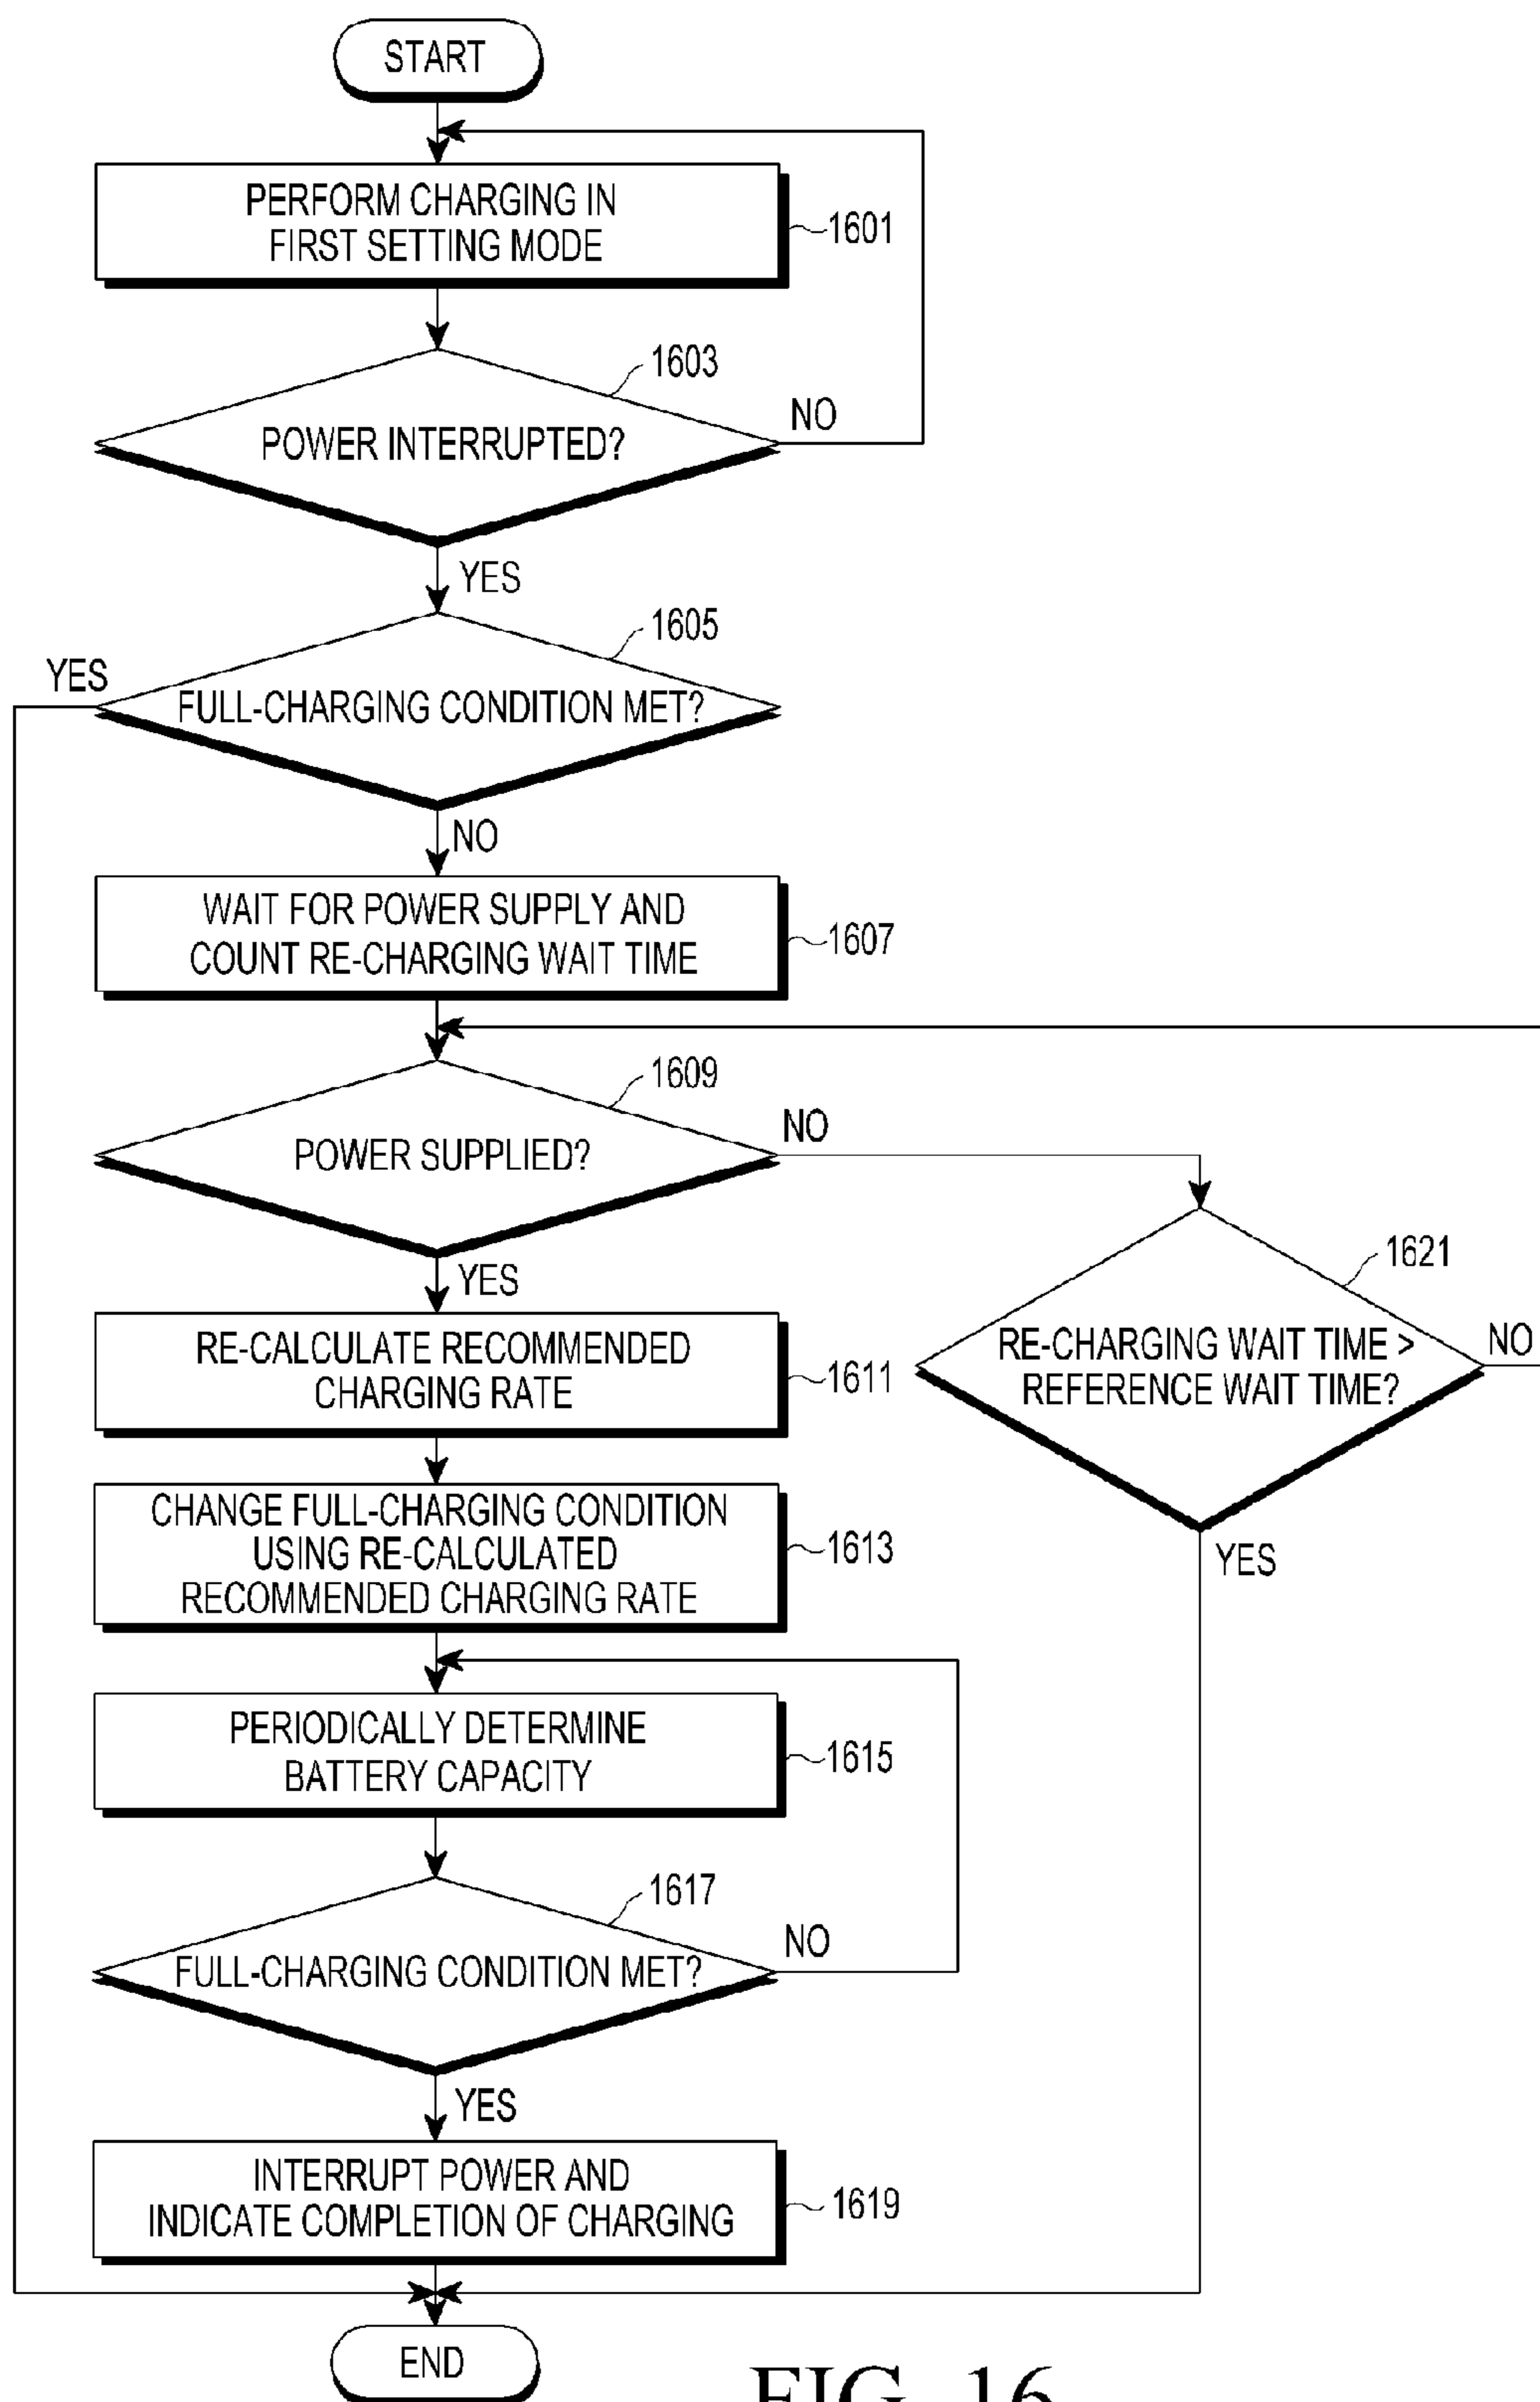 START
PERFORM CHARGING IN
FIRST SETTING MODE
1601
1603
POWER INTERRUPTED?
NO
YES
1605
YES
FULL-CHARGING CONDITION MET?
NO
WAIT FOR POWER SUPPLY AND
COUNT RE-CHARGING WAIT TIME
1607
1609
POWER SUPPLIED?
NO
YES
1621
RE-CHARGING WAIT TIME >
REFERENCE WAIT TIME?
NO
YES
RE-CALCULATE RECOMMENDED
CHARGING RATE
1611
CHANGE FULL-CHARGING CONDITION
USING RE-CALCULATED
RECOMMENDED CHARGING RATE
1613
PERIODICALLY DETERMINE
BATTERY CAPACITY
1615
1617
FULL-CHARGING CONDITION MET?
NO
YES
INTERRUPT POWER AND
INDICATE COMPLETION OF CHARGING
1619
END
FIG. 16